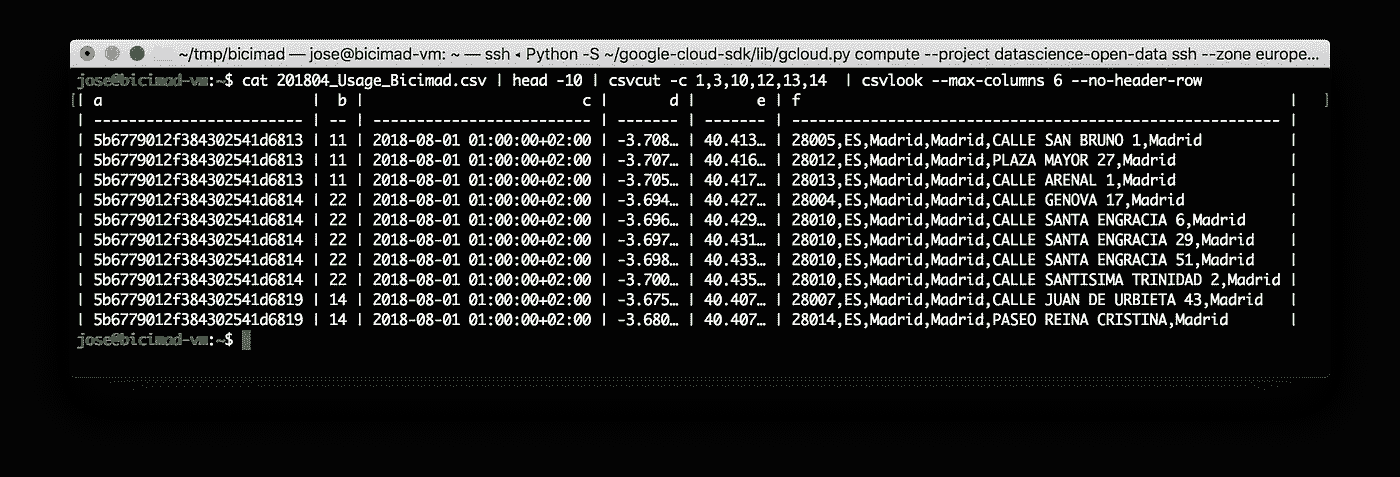 ~/tmp/bicimad — jose@bicimad-vm: ~ — ssh ◂ Python -S ~/google-cloud-sdk/lib/gcloud.py compute --project datascience-open-data ssh --zone europe...
jose@bicimad-vm:~$ cat 201804_Usage_Bicimad.csv | head -10 | csvcut -c 1,3,10,12,13,14  | csvlook --max-columns 6 --no-header-row
| a                        |  b |                         c |       d |       e | f                                                        |
| ------------------------ | -- | ------------------------- | ------- | ------- | -------------------------------------------------------- |
| 5b6779012f384302541d6813 | 11 | 2018-08-01 01:00:00+02:00 | -3.708… | 40.413… | 28005,ES,Madrid,Madrid,CALLE SAN BRUNO 1,Madrid          |
| 5b6779012f384302541d6813 | 11 | 2018-08-01 01:00:00+02:00 | -3.707… | 40.416… | 28012,ES,Madrid,Madrid,PLAZA MAYOR 27,Madrid             |
| 5b6779012f384302541d6813 | 11 | 2018-08-01 01:00:00+02:00 | -3.705… | 40.417… | 28013,ES,Madrid,Madrid,CALLE ARENAL 1,Madrid             |
| 5b6779012f384302541d6814 | 22 | 2018-08-01 01:00:00+02:00 | -3.694… | 40.427… | 28004,ES,Madrid,Madrid,CALLE GENOVA 17,Madrid            |
| 5b6779012f384302541d6814 | 22 | 2018-08-01 01:00:00+02:00 | -3.696… | 40.429… | 28010,ES,Madrid,Madrid,CALLE SANTA ENGRACIA 6,Madrid     |
| 5b6779012f384302541d6814 | 22 | 2018-08-01 01:00:00+02:00 | -3.697… | 40.431… | 28010,ES,Madrid,Madrid,CALLE SANTA ENGRACIA 29,Madrid    |
| 5b6779012f384302541d6814 | 22 | 2018-08-01 01:00:00+02:00 | -3.698… | 40.433… | 28010,ES,Madrid,Madrid,CALLE SANTA ENGRACIA 51,Madrid    |
| 5b6779012f384302541d6814 | 22 | 2018-08-01 01:00:00+02:00 | -3.700… | 40.435… | 28010,ES,Madrid,Madrid,CALLE SANTISIMA TRINIDAD 2,Madrid |
| 5b6779012f384302541d6819 | 14 | 2018-08-01 01:00:00+02:00 | -3.675… | 40.407… | 28007,ES,Madrid,Madrid,CALLE JUAN DE URBIETA 43,Madrid   |
| 5b6779012f384302541d6819 | 14 | 2018-08-01 01:00:00+02:00 | -3.680… | 40.407… | 28014,ES,Madrid,Madrid,PASEO REINA CRISTINA,Madrid       |
jose@bicimad-vm:~$